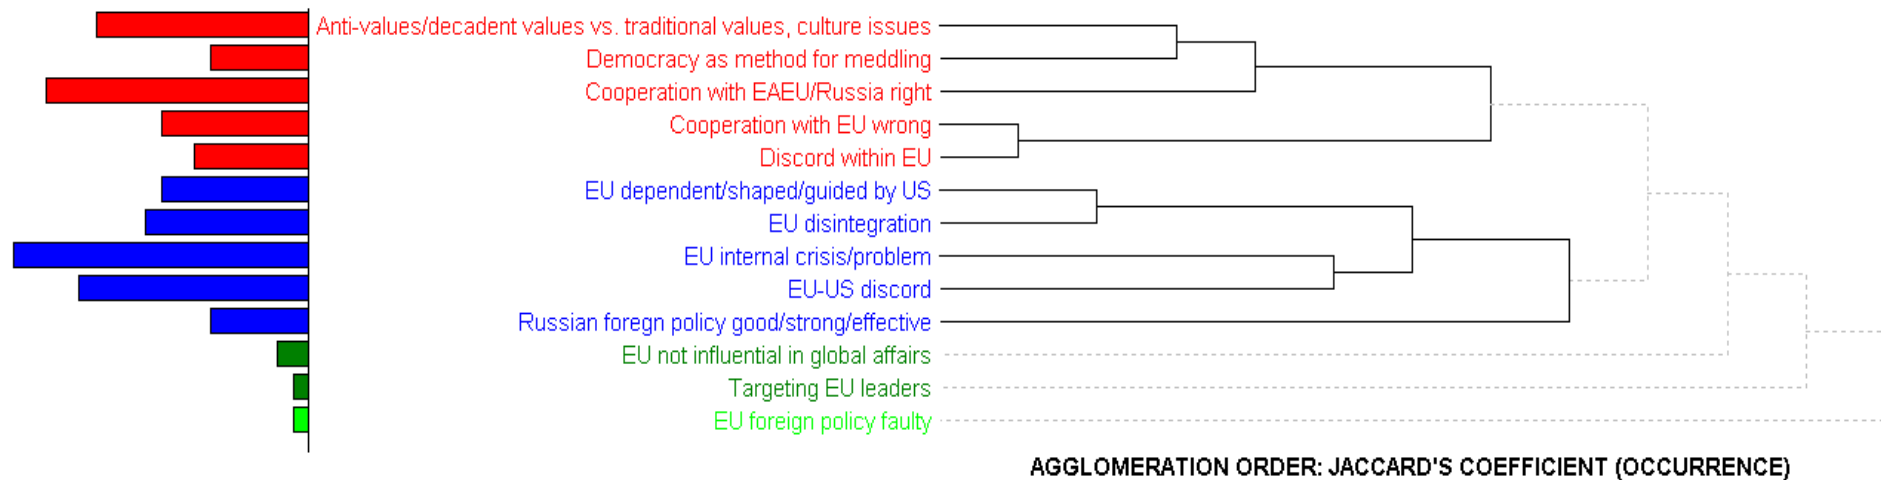 Anti-values/decadent values vs. traditional values, culture issues
Democracy as method for meddling
Cooperation with EAEU/Russia right
Cooperation with EU wrong
Discord within EU
EU dependent/shaped/guided by US
EU disintegration
EU internal crisis/problem
EU-US discord
Russian foregn policy good/strong/effective
EU not influential in global affairs
Targeting EU leaders
EU foreign policy faulty
AGGLOMERATION ORDER: JACCARD'S COEFFICIENT (OCCURRENCE)